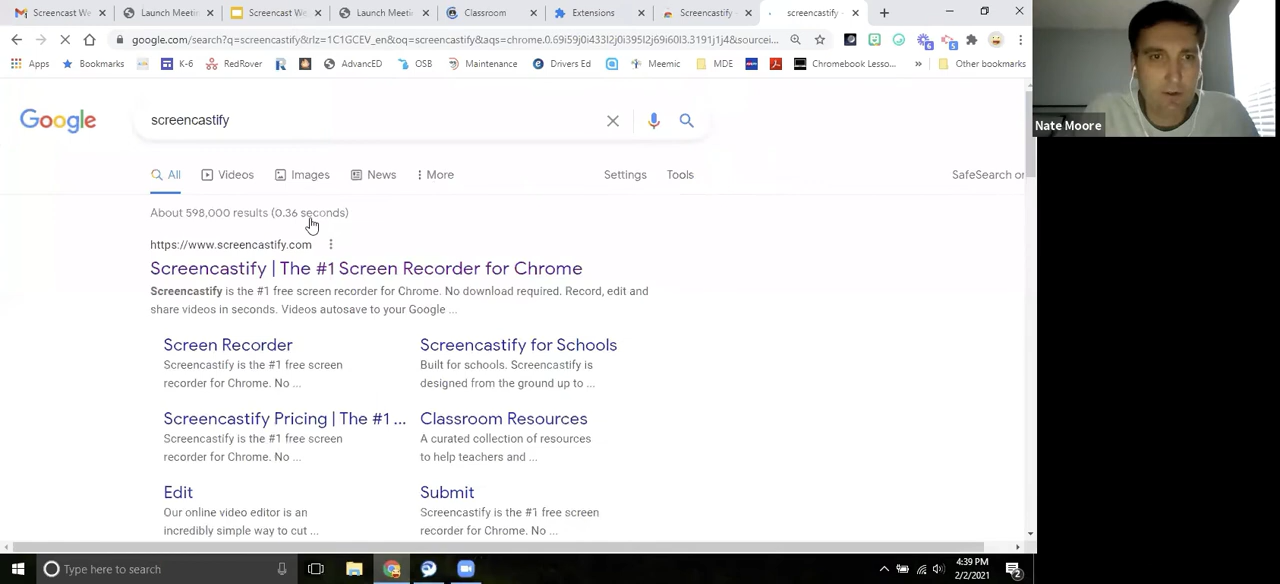 Screencast We
Launch Meeti
Screencast We
Launch Meeti
Classroom
Extensions
Screencastify -
screencastify -
google.com/search?q=screencastify&rlz=1C1GCEV_en&oq=screencastify&aqs=chrome.0.69i59j0i433l2j0i395l2j69i60l3.3191j1j4&sourcei...
Apps
Bookmarks
K-6
RedRover
AdvancED
OSB
Maintenance
Drivers Ed
Meemic
MDE
Chromebook Lesso...
»
Other bookmarks
Nate Moore
Google
screencastify
All
Videos
Images
News
More
Settings
Tools
SafeSearch on
About 598,000 results (0.36 seconds)
https://www.screencastify.com
Screencastify | The #1 Screen Recorder for Chrome
Screencastify is the #1 free screen recorder for Chrome. No download required. Record, edit and
share videos in seconds. Videos autosave to your Google ...
Screen Recorder
Screencastify is the #1 free screen
recorder for Chrome. No ...
Screencastify for Schools
Built for schools. Screencastify is
designed from the ground up to ...
Screencastify Pricing | The #1 ...
Screencastify is the #1 free screen
recorder for Chrome. No ...
Classroom Resources
A curated collection of resources
to help teachers and ...
Edit
Our online video editor is an
incredibly simple way to cut ...
Submit
Screencastify is the #1 free screen
recorder for Chrome. No ...
Type here to search
4:39 PM
2/2/2021
2